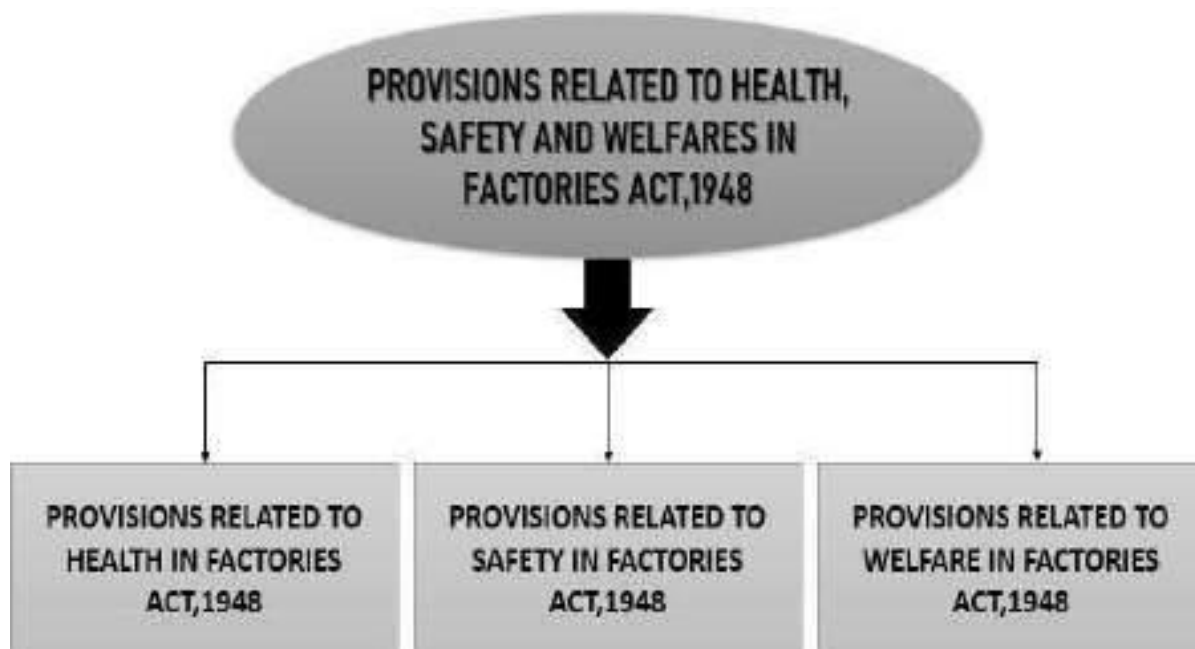 PROVISIONS RELATED TO HEALTH,
SAFETY AND WELFARES IN
FACTORIES ACT,1948
PROVISIONS RELATED TO
HEALTH IN FACTORIES
ACT,1948
PROVISIONS RELATED TO
SAFETY IN FACTORIES
ACT,1948
PROVISIONS RELATED TO
WELFARE IN FACTORIES
ACT,1948